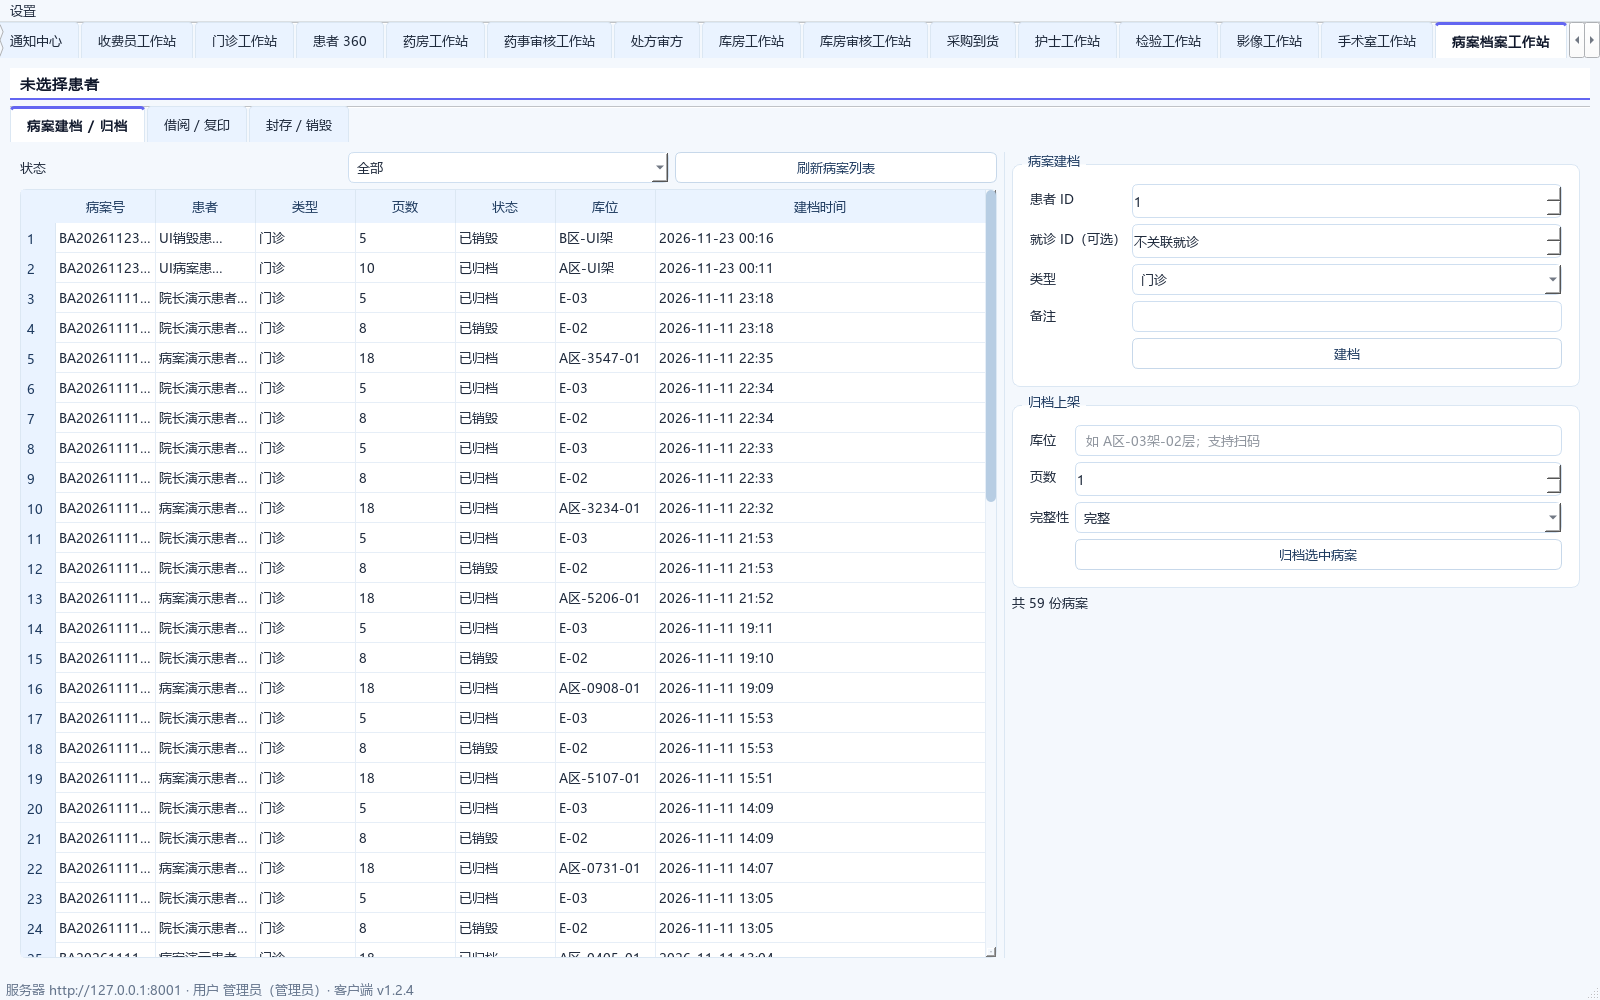 设置
通知中心 收费员工作站 门诊工作站 患者 360 药房工作站 药事审核工作站 处方审方 库房工作站 库房审核工作站 采购到货 护士工作站 检验工作站 影像工作站 手术室工作站 病案档案工作站
未选择患者
病案建档 / 归档 借阅 / 复印 封存 / 销毁
状态 全部 刷新病案列表
病案号 患者 类型 页数 状态 库位 建档时间
1 BA20261123... UI销毁患... 门诊 5 已销毁 B区-UI架 2026-11-23 00:16
2 BA20261123... UI病案患... 门诊 10 已归档 A区-UI架 2026-11-23 00:11
3 BA20261111... 院长演示患者... 门诊 5 已归档 E-03 2026-11-11 23:18
4 BA20261111... 院长演示患者... 门诊 8 已销毁 E-02 2026-11-11 23:18
5 BA20261111... 病案演示患者... 门诊 18 已归档 A区-3547-01 2026-11-11 22:35
6 BA20261111... 院长演示患者... 门诊 5 已归档 E-03 2026-11-11 22:34
7 BA20261111... 院长演示患者... 门诊 8 已销毁 E-02 2026-11-11 22:34
8 BA20261111... 院长演示患者... 门诊 5 已归档 E-03 2026-11-11 22:33
9 BA20261111... 院长演示患者... 门诊 8 已销毁 E-02 2026-11-11 22:33
10 BA20261111... 病案演示患者... 门诊 18 已归档 A区-3234-01 2026-11-11 22:32
11 BA20261111... 院长演示患者... 门诊 5 已归档 E-03 2026-11-11 21:53
12 BA20261111... 院长演示患者... 门诊 8 已销毁 E-02 2026-11-11 21:53
13 BA20261111... 病案演示患者... 门诊 18 已归档 A区-5206-01 2026-11-11 21:52
14 BA20261111... 院长演示患者... 门诊 5 已归档 E-03 2026-11-11 19:11
15 BA20261111... 院长演示患者... 门诊 8 已销毁 E-02 2026-11-11 19:10
16 BA20261111... 病案演示患者... 门诊 18 已归档 A区-0908-01 2026-11-11 19:09
17 BA20261111... 院长演示患者... 门诊 5 已归档 E-03 2026-11-11 15:53
18 BA20261111... 院长演示患者... 门诊 8 已销毁 E-02 2026-11-11 15:53
19 BA20261111... 病案演示患者... 门诊 18 已归档 A区-5107-01 2026-11-11 15:51
20 BA20261111... 院长演示患者... 门诊 5 已归档 E-03 2026-11-11 14:09
21 BA20261111... 院长演示患者... 门诊 8 已销毁 E-02 2026-11-11 14:09
22 BA20261111... 病案演示患者... 门诊 18 已归档 A区-0731-01 2026-11-11 14:07
23 BA20261111... 院长演示患者... 门诊 5 已归档 E-03 2026-11-11 13:05
24 BA20261111... 院长演示患者... 门诊 8 已销毁 E-02 2026-11-11 13:05
病案建档
患者 ID 1
就诊 ID（可选） 不关联就诊
类型 门诊
备注
建档
归档上架
库位 如 A区-03架-02层；支持扫码
页数 1
完整性 完整
归档选中病案
共 59 份病案
服务器 http://127.0.0.1:8001 · 用户 管理员（管理员）· 客户端 v1.2.4